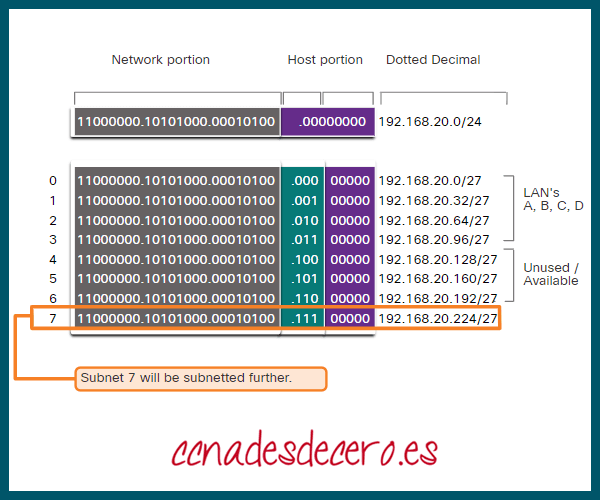 Network portion Host portion Dotted Decimal
11000000.10101000.00010100 .00000000 192.168.20.0/24
0 11000000.10101000.00010100 .000 00000 192.168.20.0/27
1 11000000.10101000.00010100 .001 00000 192.168.20.32/27
LAN's
A, B, C, D
2 11000000.10101000.00010100 .010 00000 192.168.20.64/27
3 11000000.10101000.00010100 .011 00000 192.168.20.96/27
4 11000000.10101000.00010100 .100 00000 192.168.20.128/27
Unused /
Available
5 11000000.10101000.00010100 .101 00000 192.168.20.160/27
6 11000000.10101000.00010100 .110 00000 192.168.20.192/27
7 11000000.10101000.00010100 .111 00000 192.168.20.224/27
Subnet 7 will be subnetted further.
ccnadesdecero.es